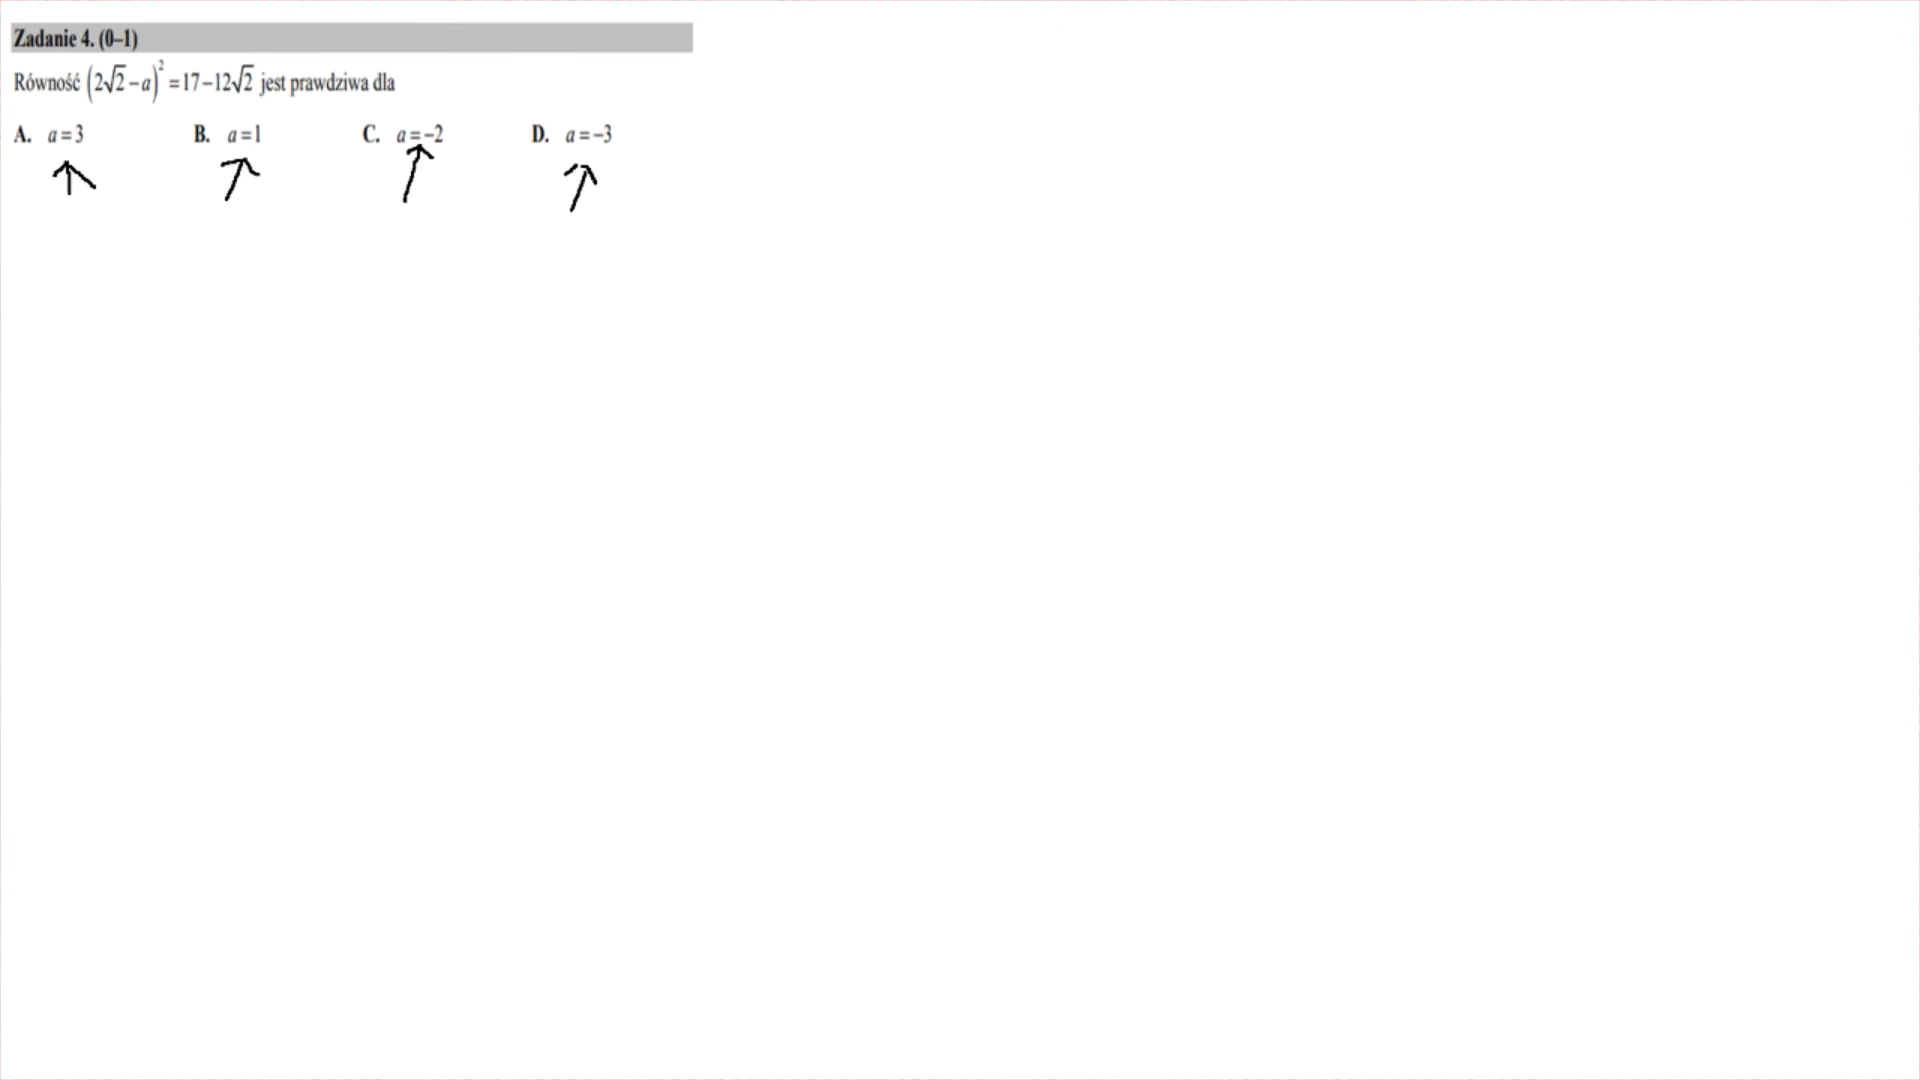 Zadanie 4. (0–1)
Równość (2√2 – a)² = 17 – 12√2 jest prawdziwa dla
A. a = 3 B. a = 1 C. a = –2 D. a = –3